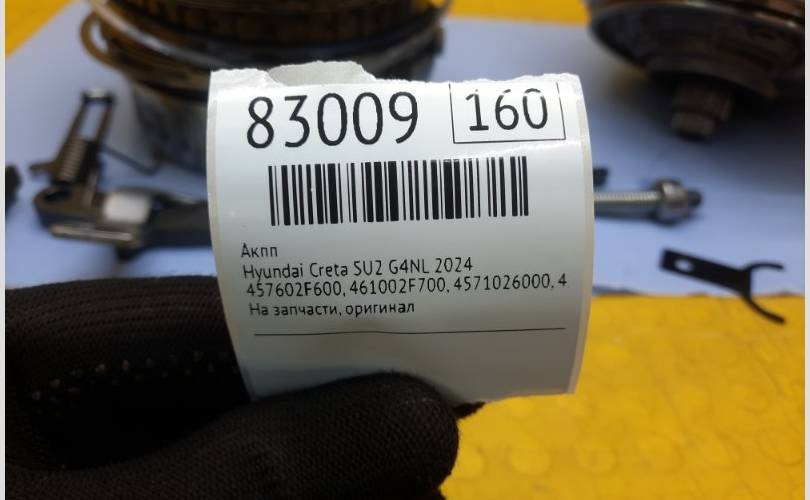 83009 160
Акпп
Hyundai Creta SU2 G4NL 2024
457602F600, 461002F700, 4571026000, 4
На запчасти, оригинал